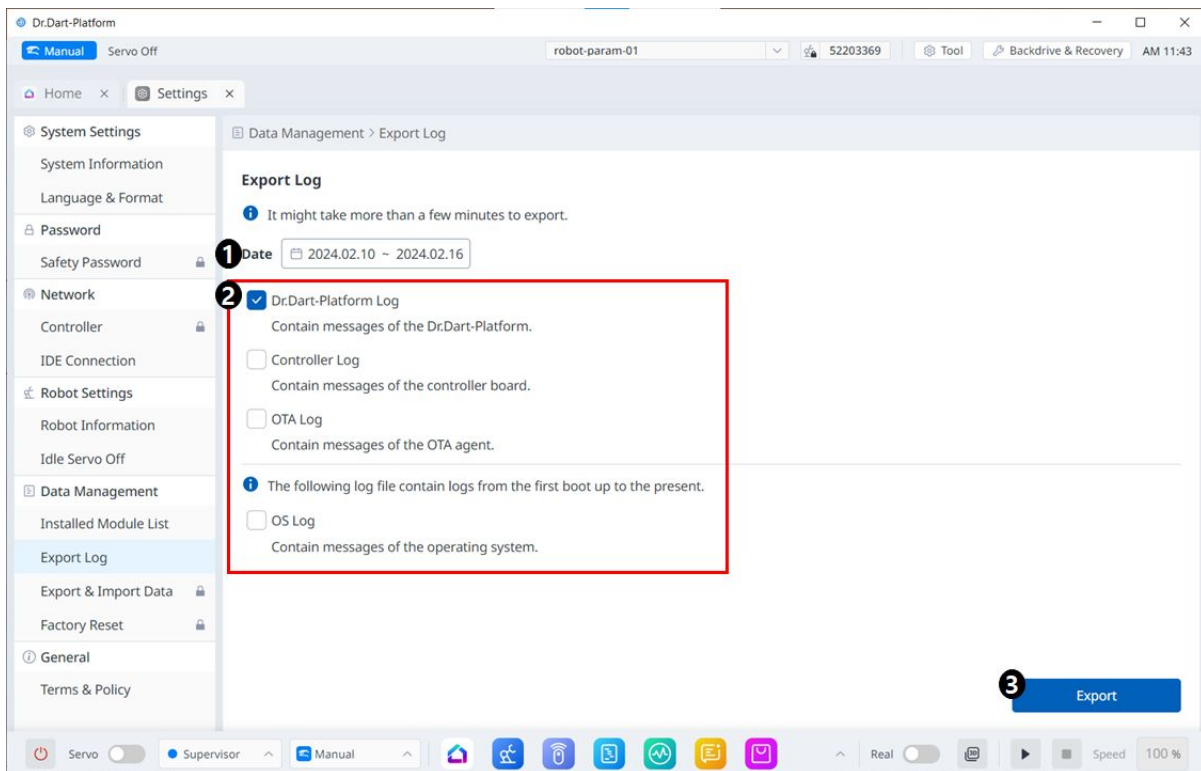 Dr.Dart-Platform
Manual Servo Off robot-param-01 52203369 Tool Backdrive & Recovery AM 11:43
Home Settings
System Settings
System Information
Language & Format
Password
Safety Password
Network
Controller
IDE Connection
Robot Settings
Robot Information
Idle Servo Off
Data Management
Installed Module List
Export Log
Export & Import Data
Factory Reset
General
Terms & Policy
Data Management > Export Log
Export Log
It might take more than a few minutes to export.
1 Date 2024.02.10 ~ 2024.02.16
2 Dr.Dart-Platform Log
Contain messages of the Dr.Dart-Platform.
Controller Log
Contain messages of the controller board.
OTA Log
Contain messages of the OTA agent.
The following log file contain logs from the first boot up to the present.
OS Log
Contain messages of the operating system.
3 Export
Servo Supervisor Manual Real 3D Speed 100 %